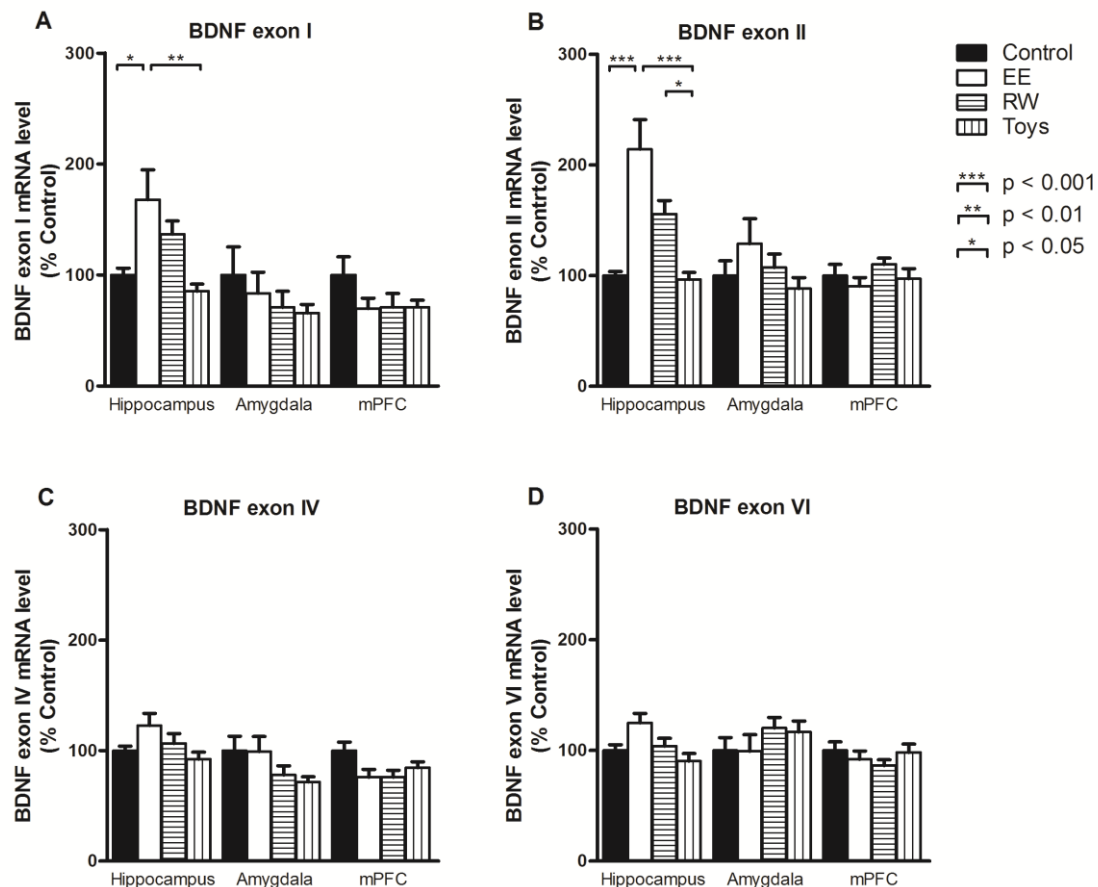 A
BDNF exon I
BDNF exon I mRNA level
(% Control)
300
200
100
0
* **
Hippocampus Amygdala mPFC
B
BDNF exon II
BDNF enon II mRNA level
(% Contrtol)
300
200
100
0
*** ***
*
Hippocampus Amygdala mPFC
Control
EE
RW
Toys
*** p < 0.001
** p < 0.01
* p < 0.05
C
BDNF exon IV
BDNF exon IV mRNA level
(% Control)
300
200
100
0
Hippocampus Amygdala mPFC
D
BDNF exon VI
BDNF exon VI mRNA level
(% Control)
300
200
100
0
Hippocampus Amygdala mPFC